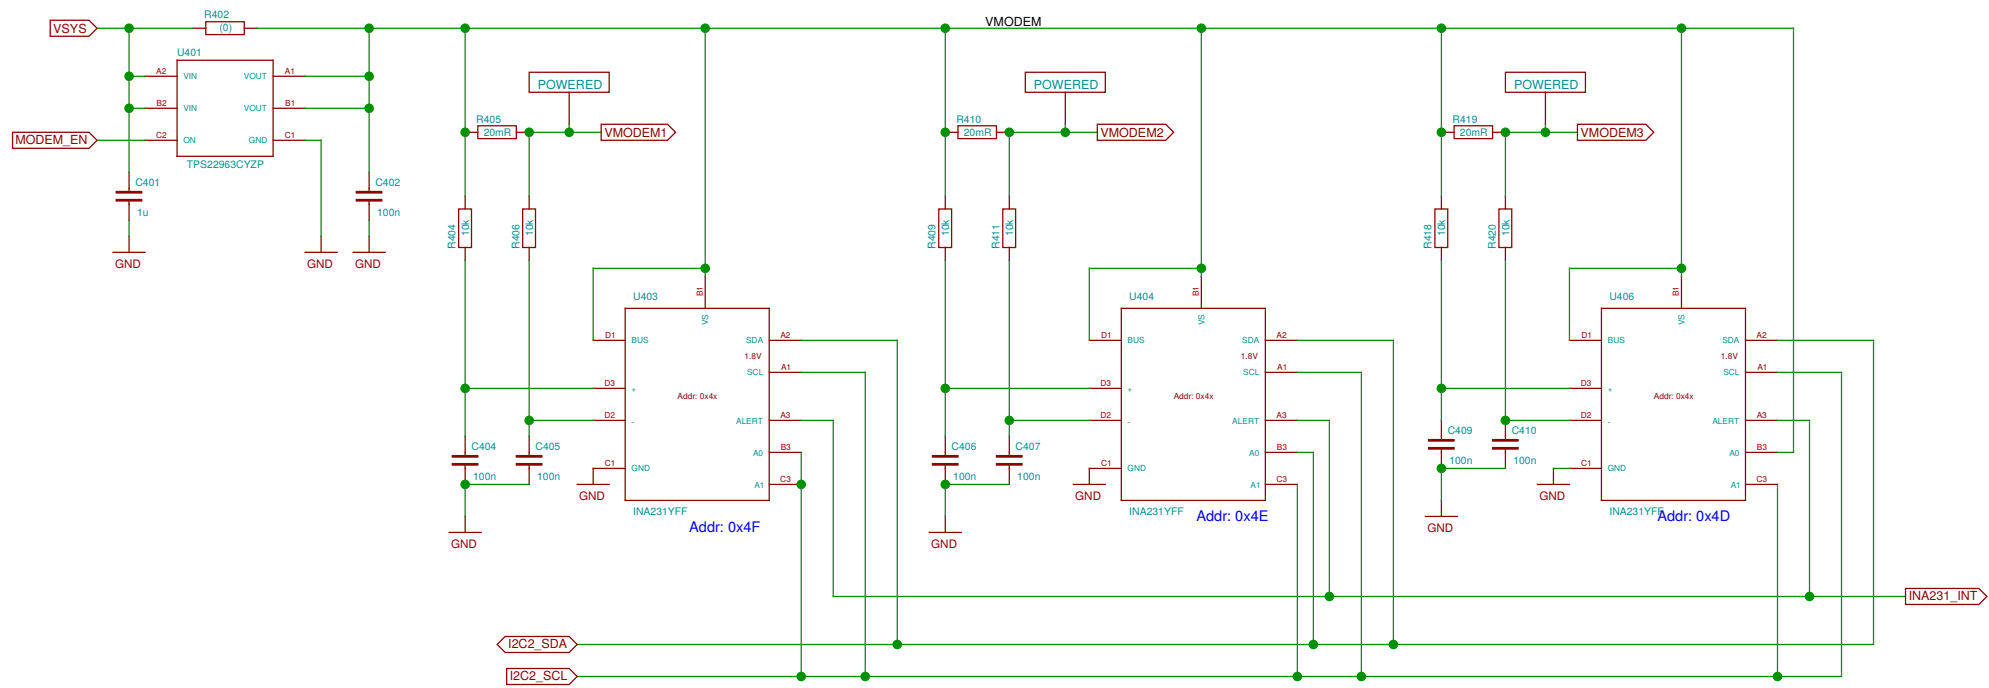 VSYS
R402
(0)
VMODEM
U401
A2 VIN VOUT A1
B2 VIN VOUT B1
MODEM_EN
C2 ON GND C1
TPS22963CYZP
C401
1u
C402
100n
GND
GND
GND
POWERED
R405
20mR
VMODEM1
R404
10k
R406
10k
U403
B1
VS
D1 BUS SDA A2
1.8V
SCL A1
D3 +
Addr: 0x4x
D2 - ALERT A3
A0 B3
C1 GND
A1 C3
C404
100n
C405
100n
GND
GND
INA231YFF
Addr: 0x4F
POWERED
R410
20mR
VMODEM2
R409
10k
R411
10k
U404
B1
VS
D1 BUS SDA A2
1.8V
SCL A1
D3 +
Addr: 0x4x
D2 - ALERT A3
A0 B3
C1 GND
A1 C3
C406
100n
C407
100n
GND
GND
INA231YFF
Addr: 0x4E
POWERED
R419
20mR
VMODEM3
R418
10k
R420
10k
U406
B1
VS
D1 BUS SDA A2
1.8V
SCL A1
D3 +
Addr: 0x4x
D2 - ALERT A3
A0 B3
C1 GND
A1 C3
C409
100n
C410
100n
GND
GND
INA231YFF
Addr: 0x4D
INA231_INT
I2C2_SDA
I2C2_SCL